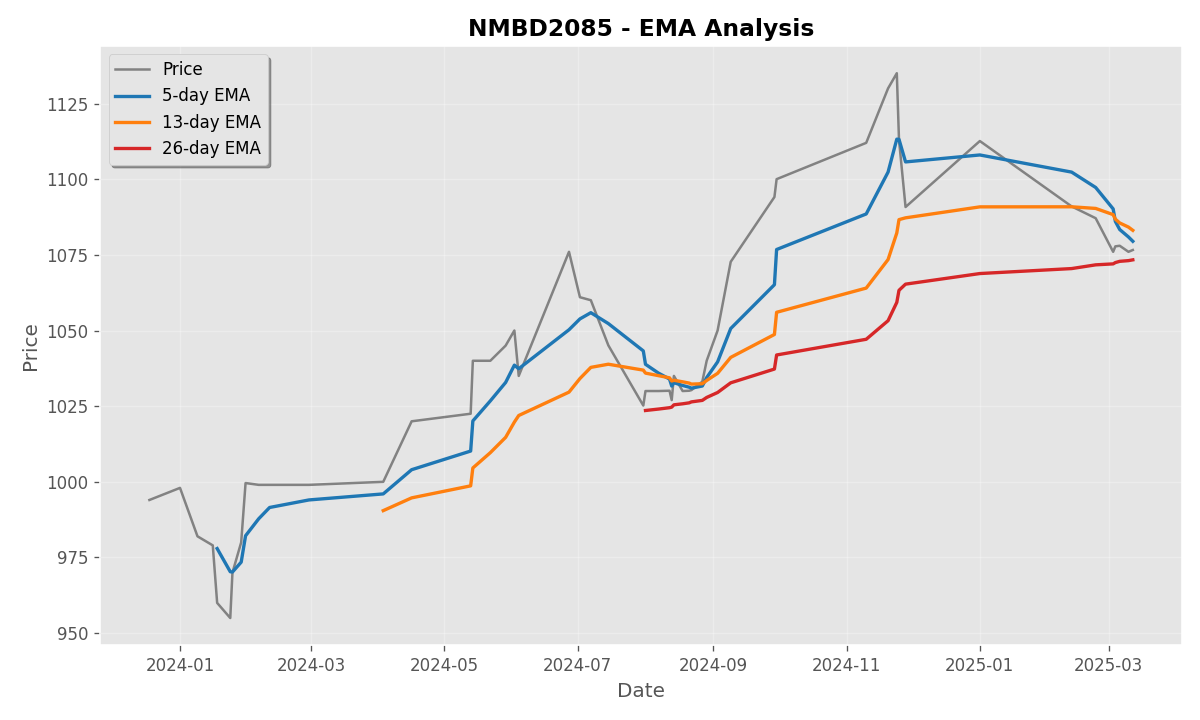 NMBD2085 - EMA Analysis
Price
5-day EMA
13-day EMA
26-day EMA
Price
1125
1100
1075
1050
1025
1000
975
950
2024-01 2024-03 2024-05 2024-07 2024-09 2024-11 2025-01 2025-03
Date